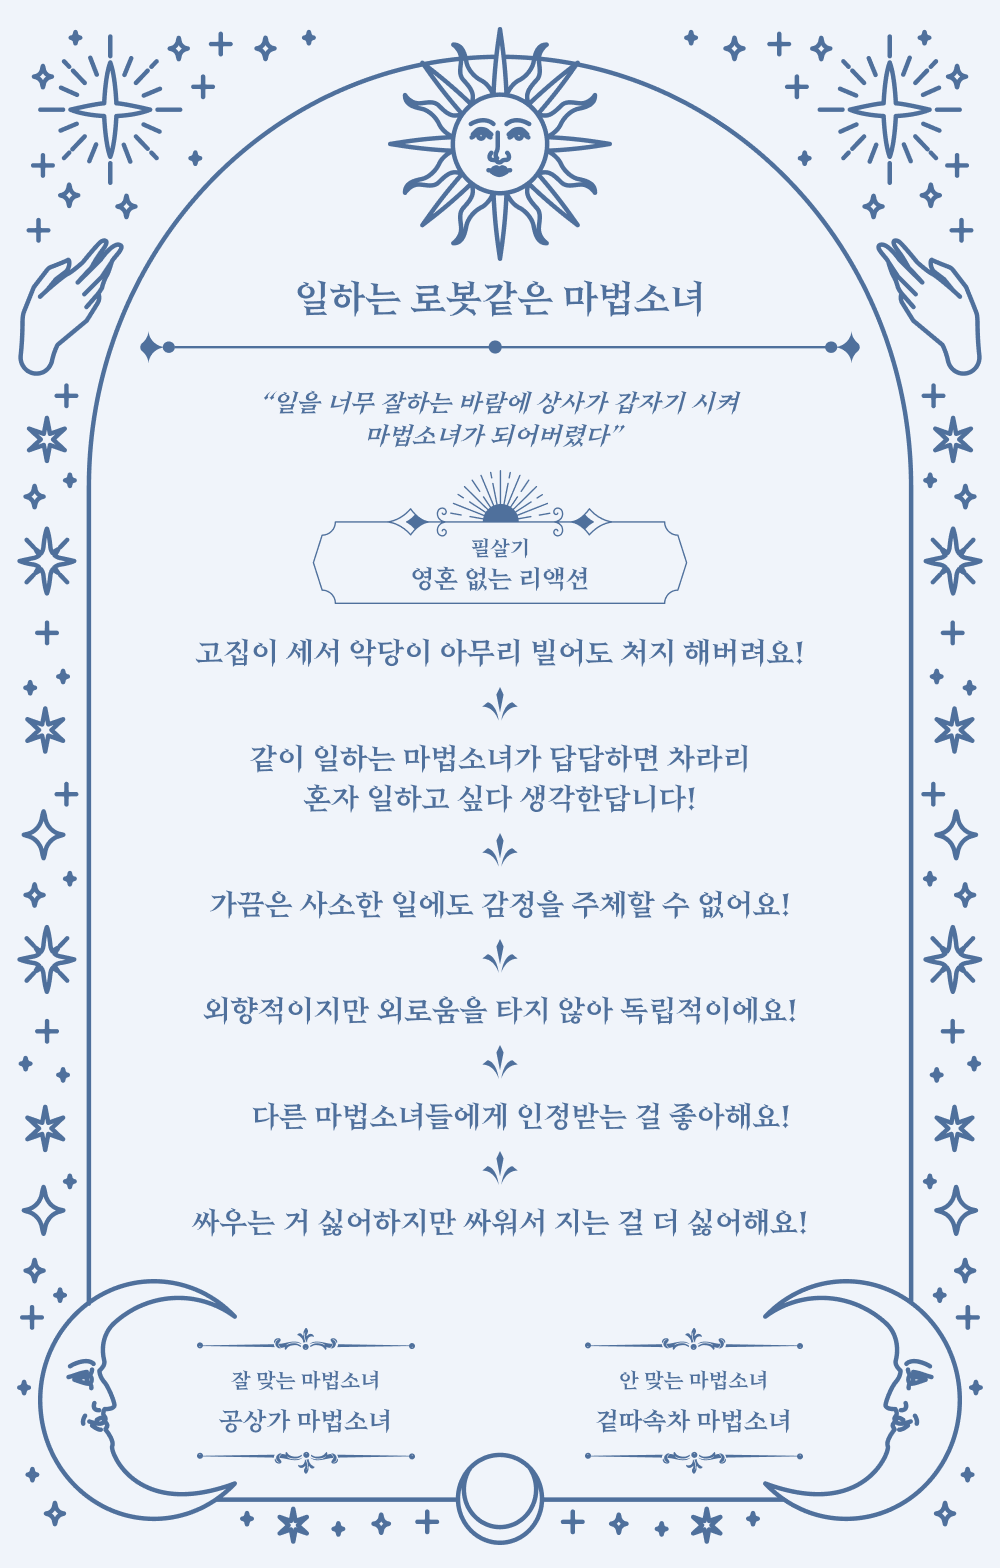 일하는 로봇같은 마법소녀
“일을 너무 잘하는 바람에 상사가 갑자기 시켜
마법소녀가 되어버렸다”
필살기
영혼 없는 리액션
고집이 세서 악당이 아무리 빌어도 처지 해버려요!
같이 일하는 마법소녀가 답답하면 차라리
혼자 일하고 싶다 생각한답니다!
가끔은 사소한 일에도 감정을 주체할 수 없어요!
외향적이지만 외로움을 타지 않아 독립적이에요!
다른 마법소녀들에게 인정받는 걸 좋아해요!
싸우는 거 싫어하지만 싸워서 지는 걸 더 싫어해요!
잘 맞는 마법소녀
공상가 마법소녀
안 맞는 마법소녀
겉따속차 마법소녀